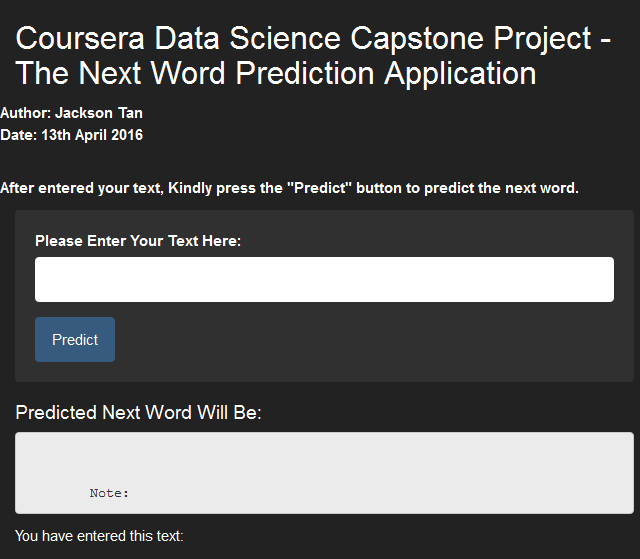 Coursera Data Science Capstone Project -
The Next Word Prediction Application
Author: Jackson Tan
Date: 13th April 2016
After entered your text, Kindly press the "Predict" button to predict the next word.
Please Enter Your Text Here:
Predict
Predicted Next Word Will Be:
Note:
You have entered this text: